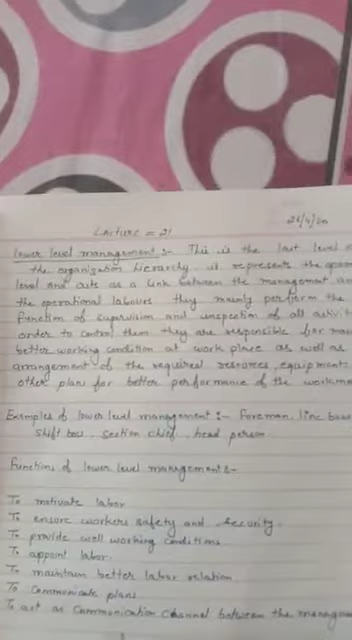 Lecture = 21
26/4/20
lower level management :- This is the last level
the organization hierarchy it represents the
level and acts as a link between the management
the operational labours they mainly perform the
function of supervision and inspection of all
order to control them they are responsible for
better working condition at work place as well as
arrangement of the required resources, equipments
other plans for better performance of the
Examples of lower level management :- Foreman, line boss
shift boss, section chief, head person
Functions of lower level management :-
To motivate labor
To ensure workers safety and security.
To provide well working conditions
To appoint labor.
To maintain better labor relation
To communicate plans
To act as communication channel between the